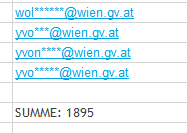 wol******@wien.gv.at
yvo***@wien.gv.at
yvon****@wien.gv.at
yvo*****@wien.gv.at
SUMME: 1895